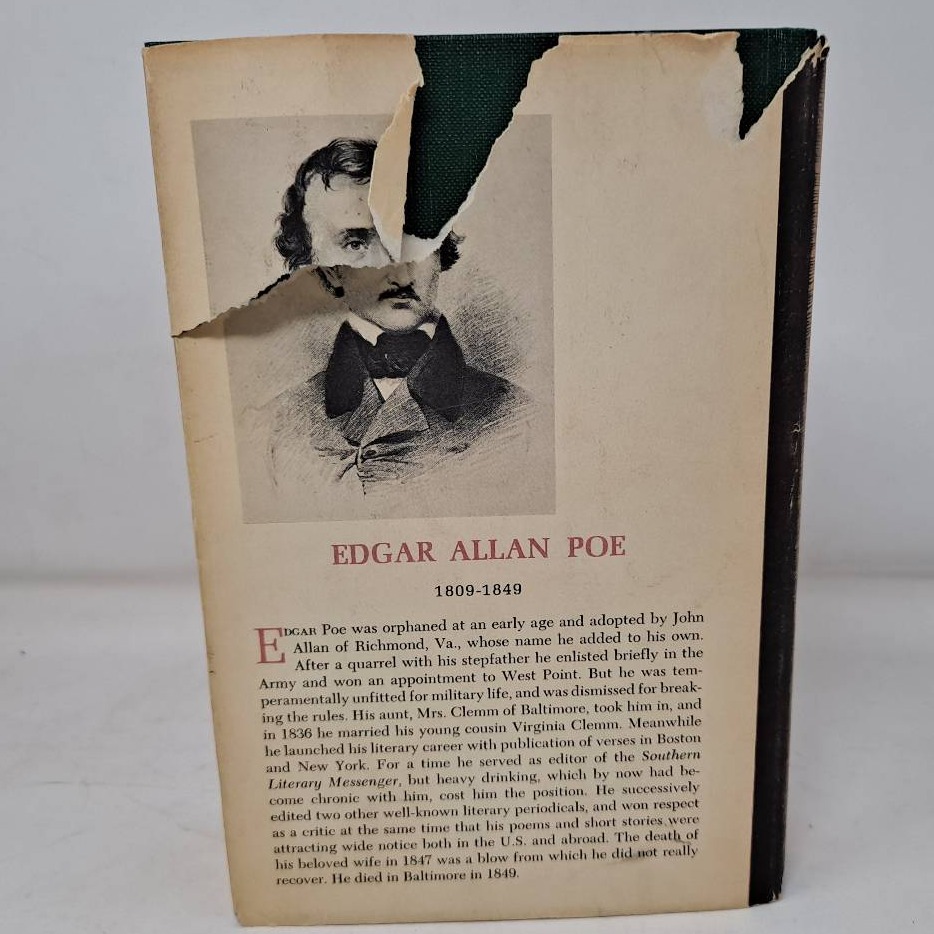 EDGAR ALLAN POE
1809-1849
EDGAR Poe was orphaned at an early age and adopted by John
Allan of Richmond, Va., whose name he added to his own.
After a quarrel with his stepfather he enlisted briefly in the
Army and won an appointment to West Point. But he was tem-
peramentally unfitted for military life, and was dismissed for break-
ing the rules. His aunt, Mrs. Clemm of Baltimore, took him in, and
in 1836 he married his young cousin Virginia Clemm. Meanwhile
he launched his literary career with publication of verses in Boston
and New York. For a time he served as editor of the Southern
Literary Messenger, but heavy drinking, which by now had be-
come chronic with him, cost him the position. He successively
edited two other well-known literary periodicals, and won respect
as a critic at the same time that his poems and short stories were
attracting wide notice both in the U.S. and abroad. The death of
his beloved wife in 1847 was a blow from which he did not really
recover. He died in Baltimore in 1849.